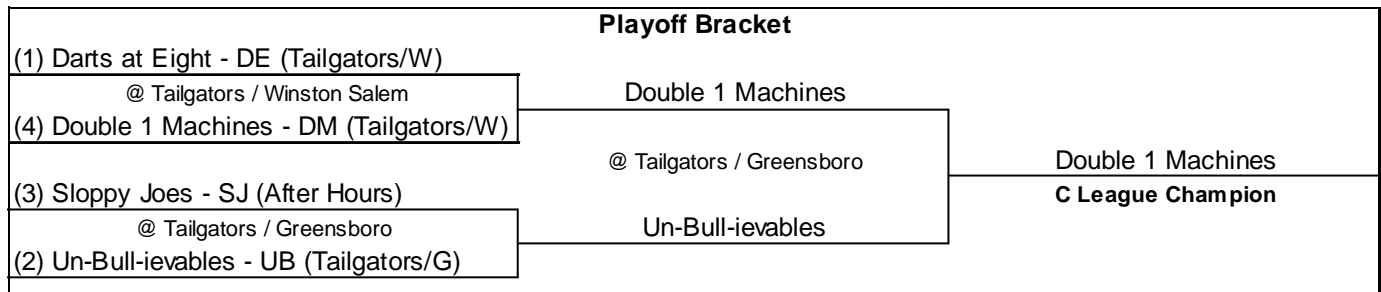 Playoff Bracket
(1) Darts at Eight - DE (Tailgators/W)
@ Tailgators / Winston Salem
Double 1 Machines
(4) Double 1 Machines - DM (Tailgators/W)
@ Tailgators / Greensboro
Double 1 Machines
(3) Sloppy Joes - SJ (After Hours)
C League Champion
@ Tailgators / Greensboro
Un-Bull-ievables
(2) Un-Bull-ievables - UB (Tailgators/G)